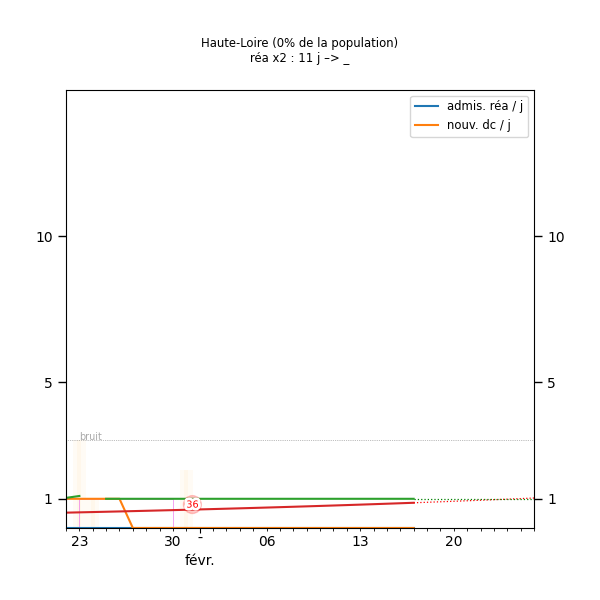 Haute-Loire (0% de la population)
réa x2 : 11 j –> _
admis. réa / j
nouv. dc / j
10 10
5 5
bruit
1 36 1
23 30 - 06 13 20
févr.